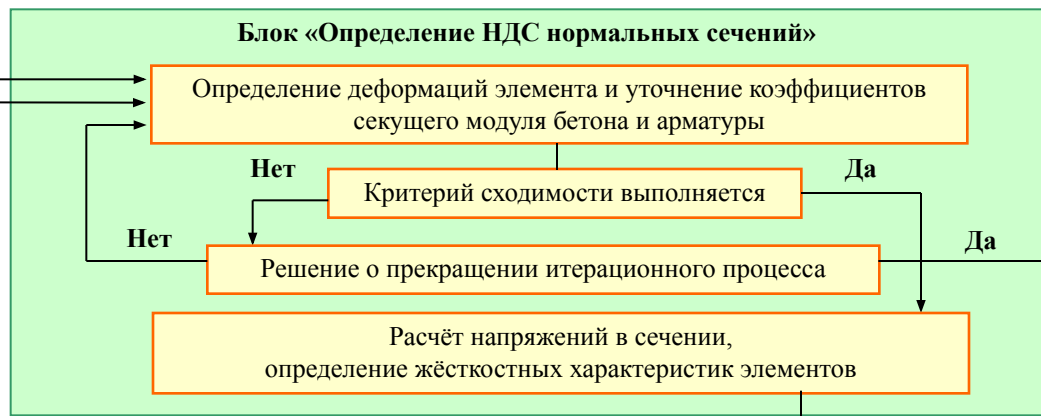 Блок «Определение НДС нормальных сечений»
Определение деформаций элемента и уточнение коэффициентов
секущего модуля бетона и арматуры
Нет
Да
Критерий сходимости выполняется
Нет
Да
Решение о прекращении итерационного процесса
Расчёт напряжений в сечении,
определение жёсткостных характеристик элементов